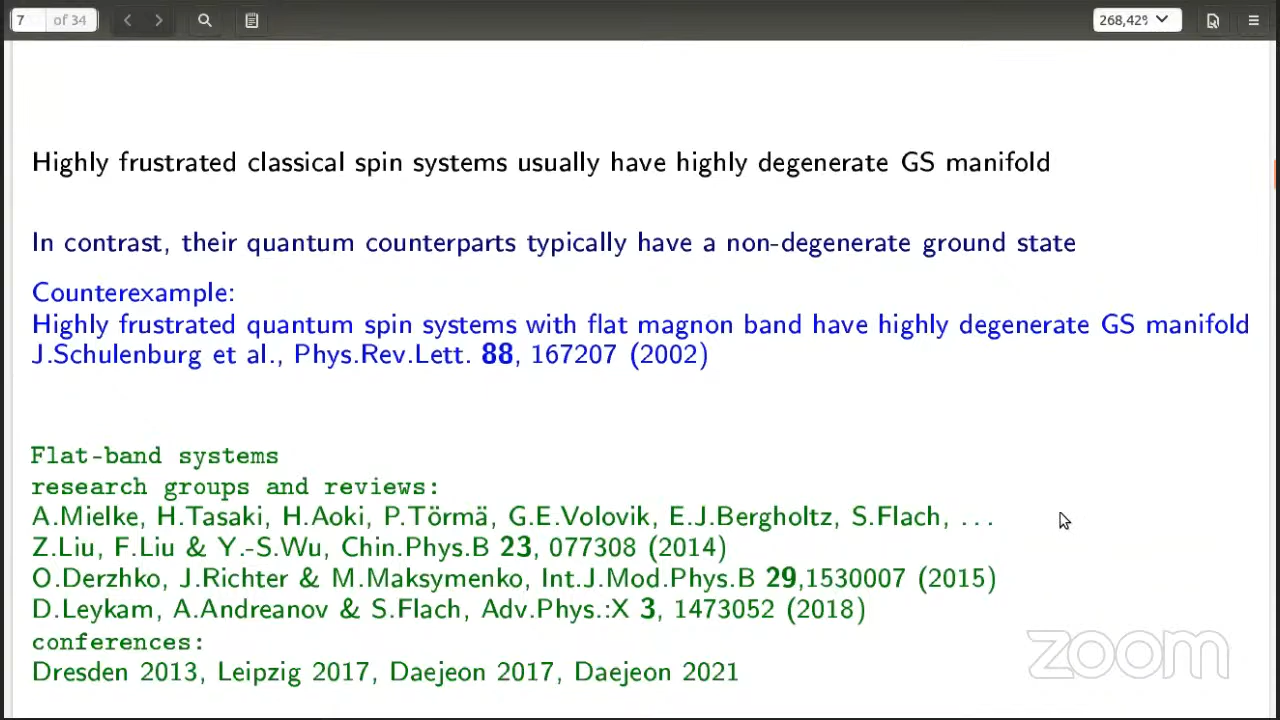 7 of 34 268,42%
Highly frustrated classical spin systems usually have highly degenerate GS manifold
In contrast, their quantum counterparts typically have a non-degenerate ground state
Counterexample:
Highly frustrated quantum spin systems with flat magnon band have highly degenerate GS manifold
J.Schulenburg et al., Phys.Rev.Lett. 88, 167207 (2002)
Flat-band systems
research groups and reviews:
A.Mielke, H.Tasaki, H.Aoki, P.Törmä, G.E.Volovik, E.J.Bergholtz, S.Flach, ...
Z.Liu, F.Liu & Y.-S.Wu, Chin.Phys.B 23, 077308 (2014)
O.Derzhko, J.Richter & M.Maksymenko, Int.J.Mod.Phys.B 29,1530007 (2015)
D.Leykam, A.Andreanov & S.Flach, Adv.Phys.:X 3, 1473052 (2018)
conferences:
Dresden 2013, Leipzig 2017, Daejeon 2017, Daejeon 2021
zoom